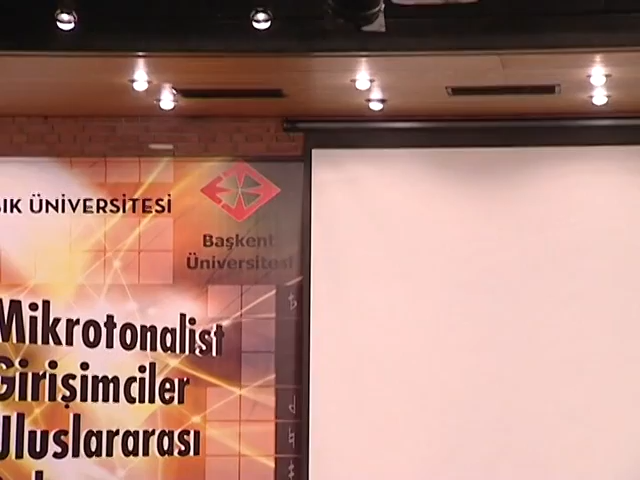 ÜNİVERSİTESİ
Başkent
Üniversitesi
Mikrotonalist
Girişimciler
Uluslararası